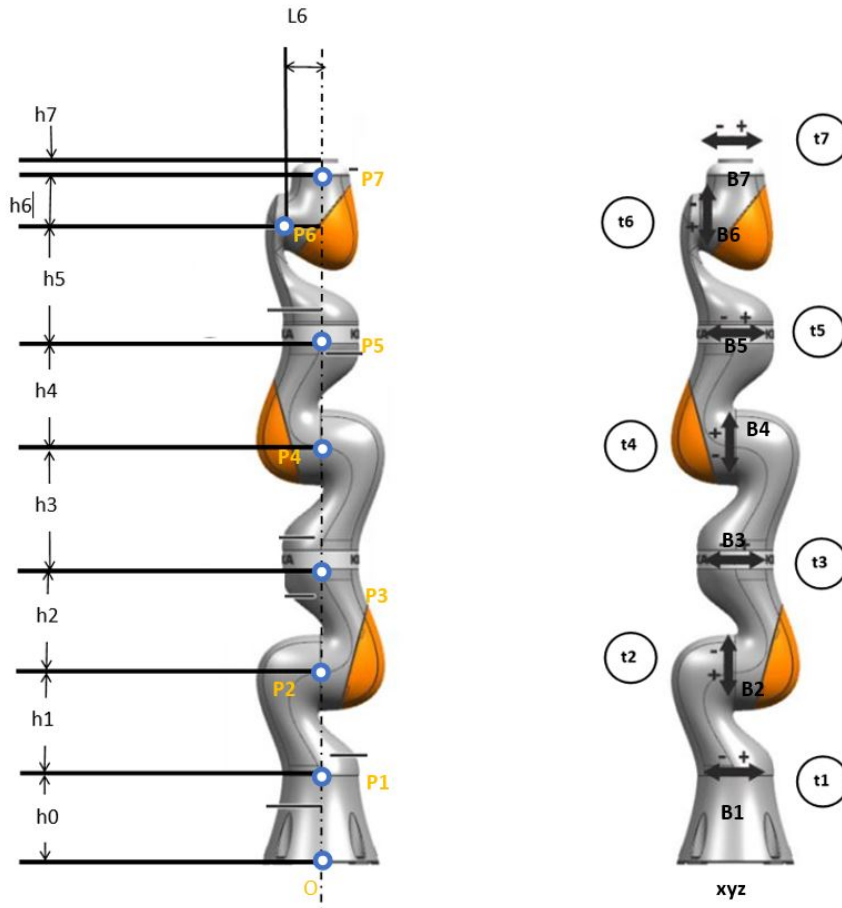 L6
h7
P7
h6
P6
h5
P5
h4
P4
h3
P3
h2
P2
h1
P1
h0
O
- +
t7
B7
-
t6
+
B6
- +
t5
B5
B4
+
t4
-
B3
- +
t3
t2
-
+
B2
- +
t1
B1
xyz